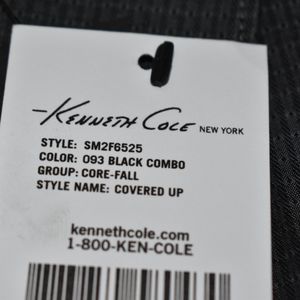 Kenneth Cole NEW YORK
STYLE: SM2F6525
COLOR: 093 BLACK COMBO
GROUP: CORE-FALL
STYLE NAME: COVERED UP
kennethcole.com
1-800-KEN-COLE